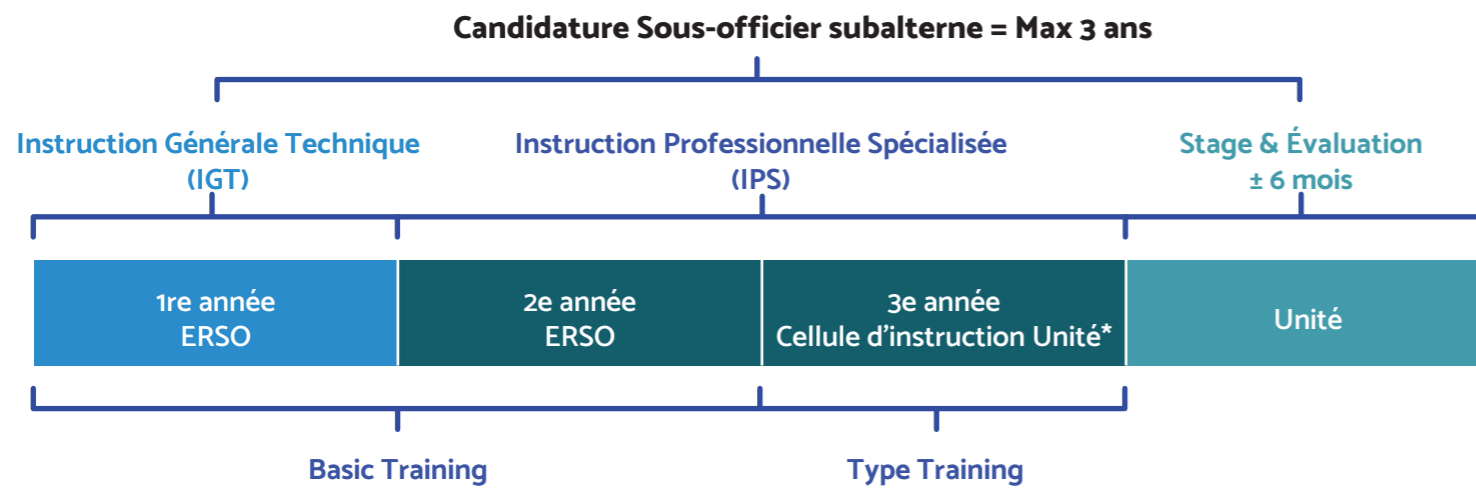 Candidature Sous-officier subalterne = Max 3 ans
Instruction Générale Technique
(IGT)
Instruction Professionnelle Spécialisée
(IPS)
Stage & Évaluation
± 6 mois
1re année
ERSO
2e année
ERSO
3e année
Cellule d'instruction Unité*
Unité
Basic Training
Type Training